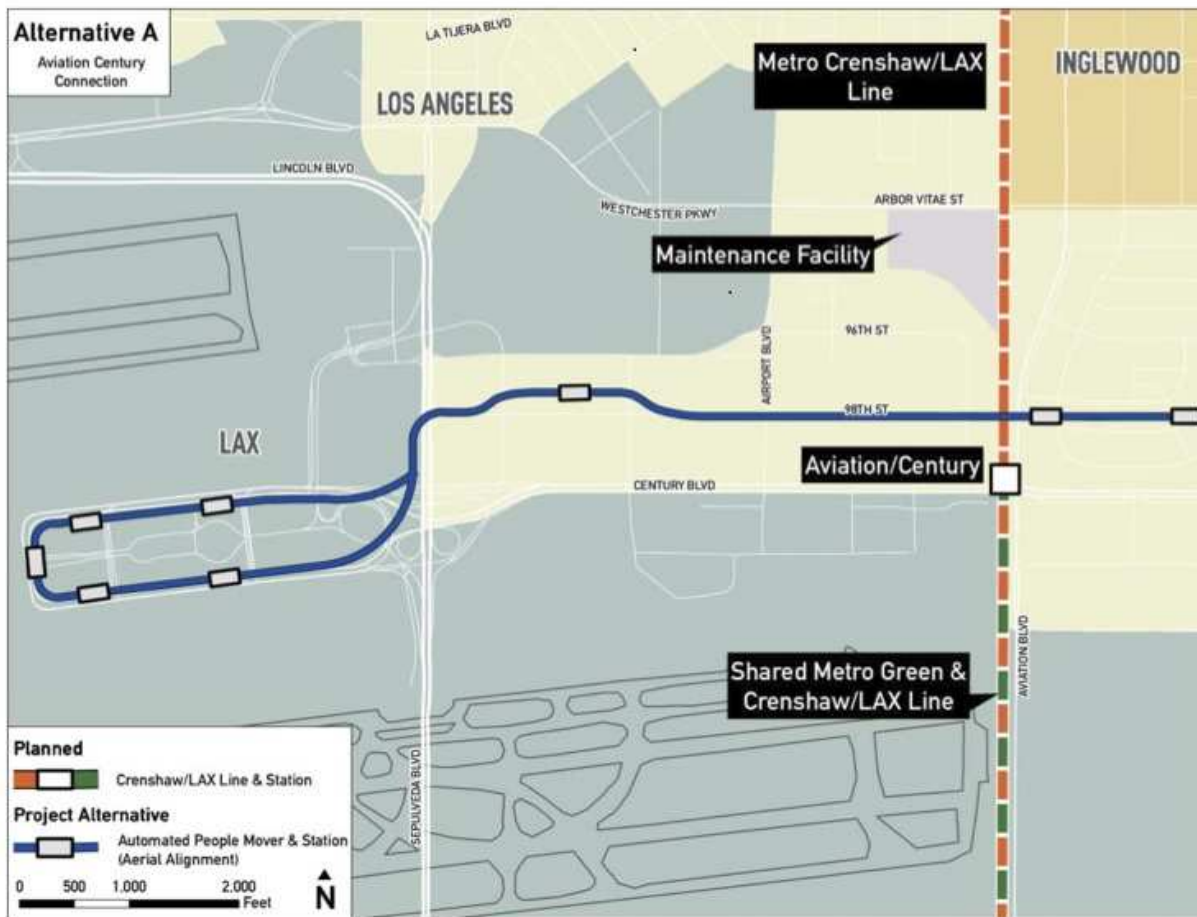 Alternative A
Aviation Century
Connection
LA TIJERA BLVD
LOS ANGELES
Metro Crenshaw/LAX
Line
INGLEWOOD
LINCOLN BLVD
WESTCHESTER PKWY
ARBOR VITAE ST
Maintenance Facility
96TH ST
AIRPORT BLVD
98TH ST
LAX
Aviation/Century
CENTURY BLVD
AVIATION BLVD
Shared Metro Green &
Crenshaw/LAX Line
SEPULVEDA BLVD
Planned
Crenshaw/LAX Line & Station
Project Alternative
Automated People Mover & Station
(Aerial Alignment)
0 500 1.000 2.000
Feet
N